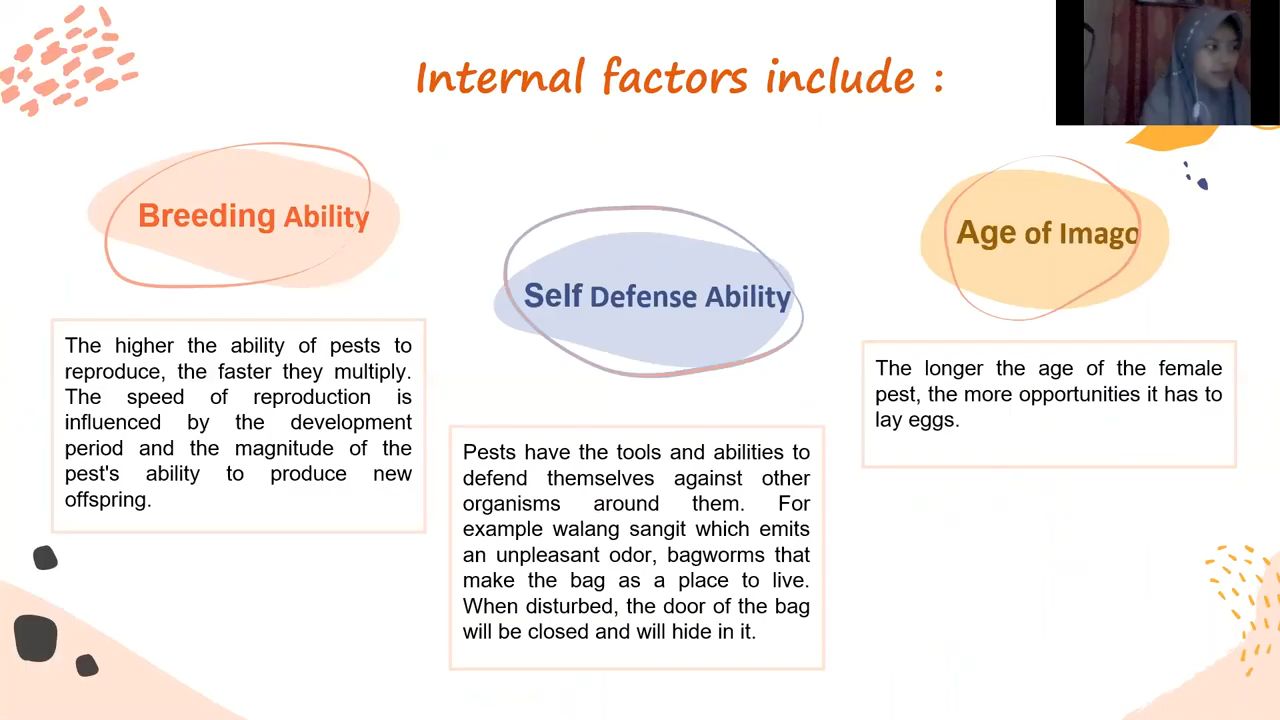 Internal factors include :
Breeding Ability
The higher the ability of pests to
reproduce, the faster they multiply.
The speed of reproduction is
influenced by the development
period and the magnitude of the
pest's ability to produce new
offspring.
Self Defense Ability
Pests have the tools and abilities to
defend themselves against other
organisms around them. For
example walang sangit which emits
an unpleasant odor, bagworms that
make the bag as a place to live.
When disturbed, the door of the bag
will be closed and will hide in it.
Age of Imago
The longer the age of the female
pest, the more opportunities it has to
lay eggs.